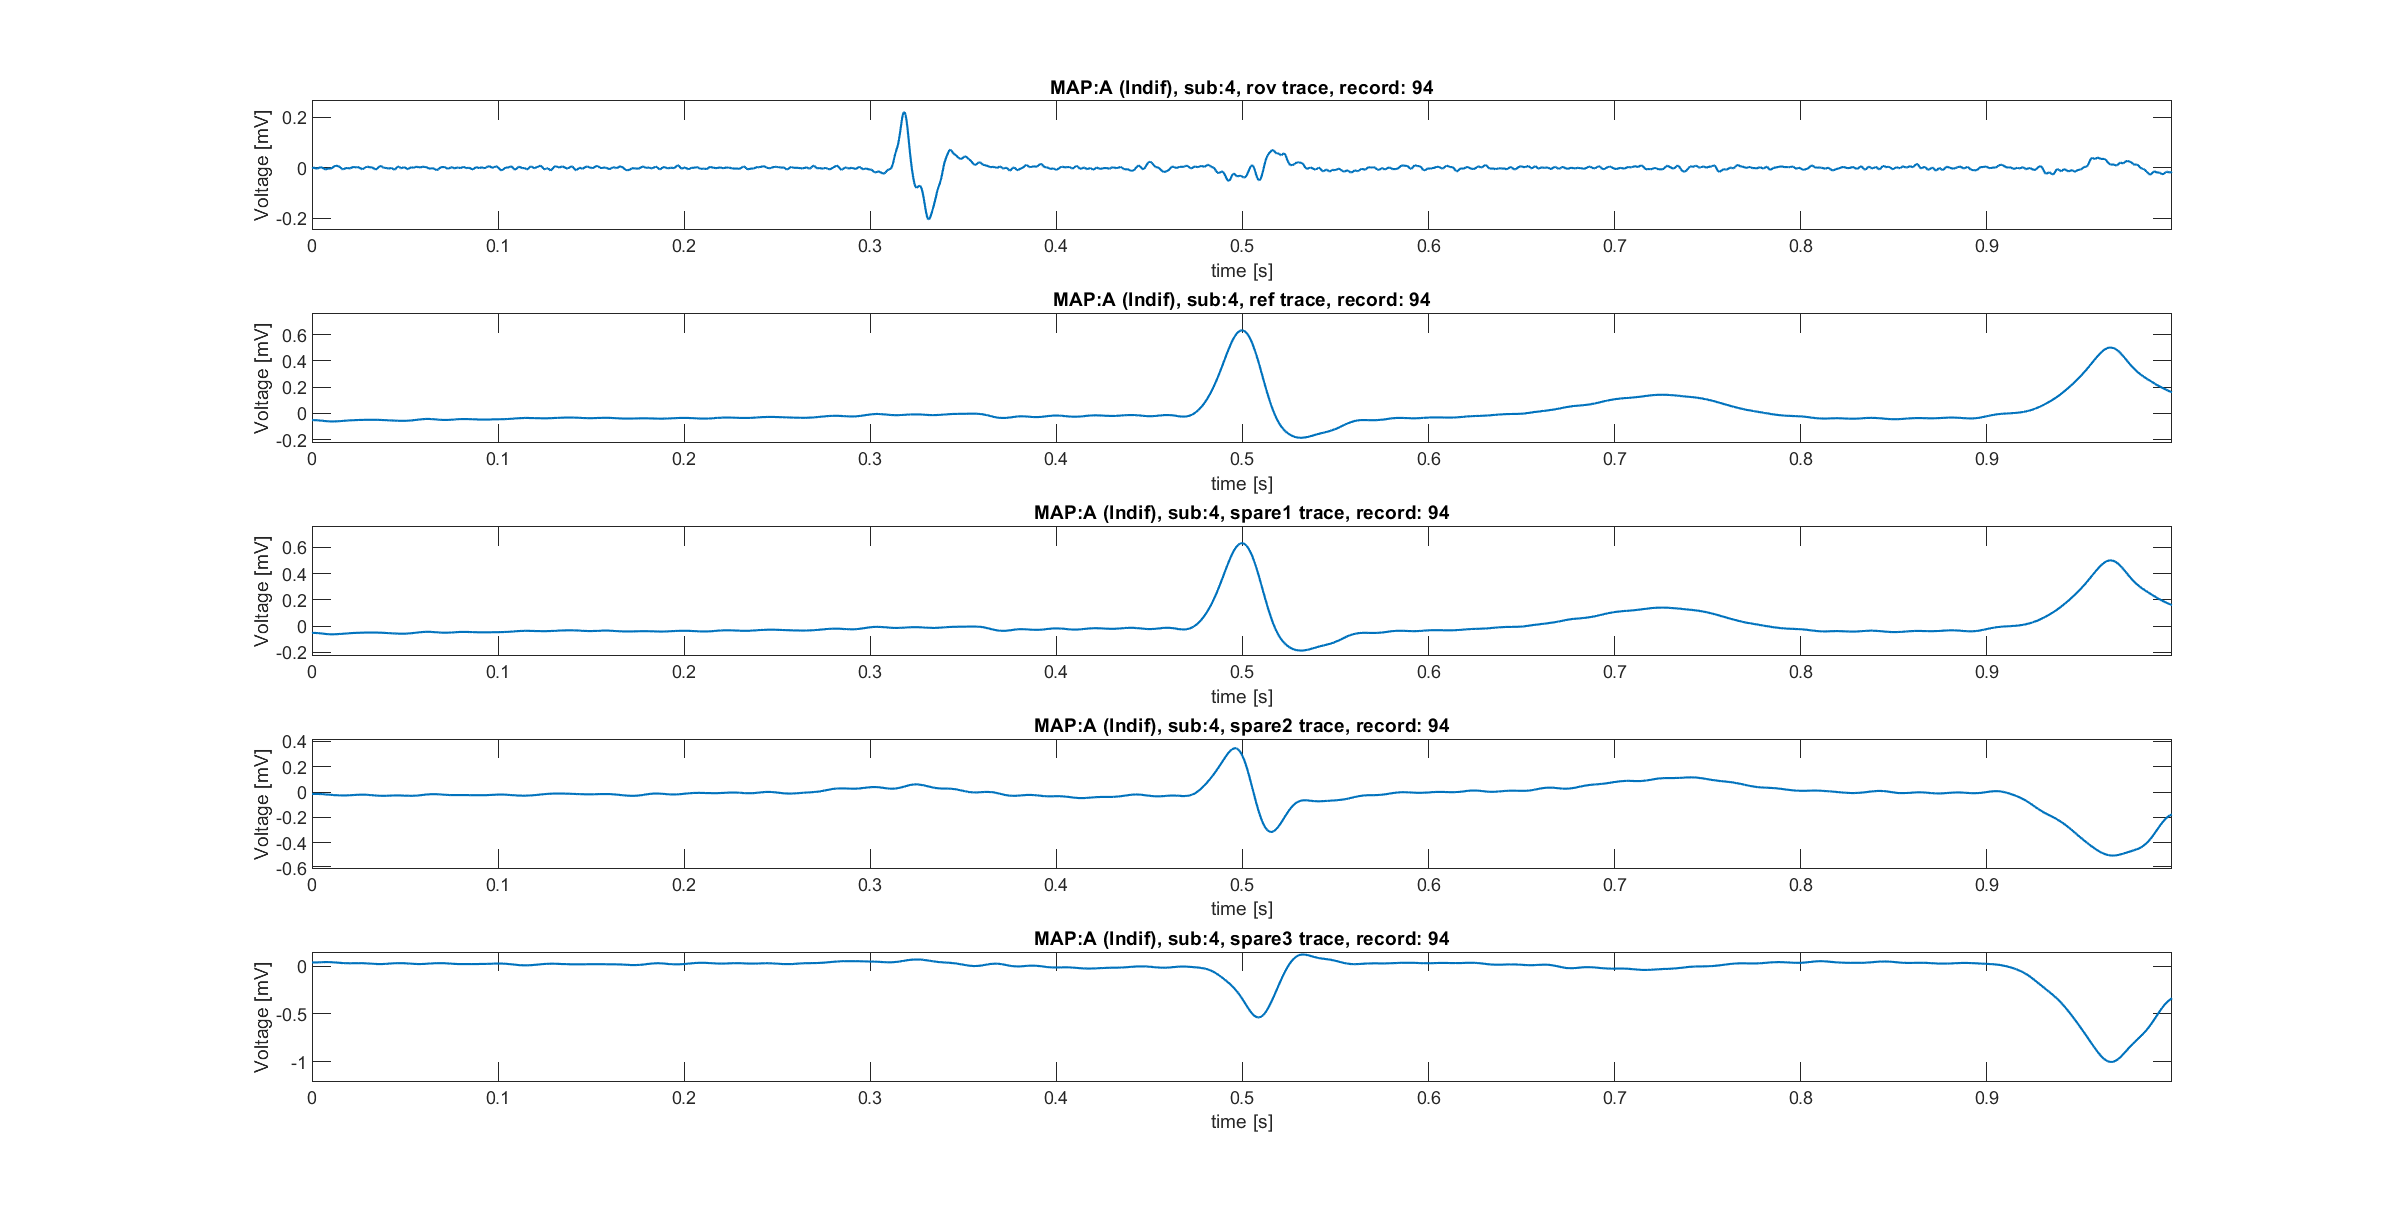 MAP:A (Indif), sub:4, rov trace, record: 94
Voltage [mV]
0.2
0
-0.2
0 0.1 0.2 0.3 0.4 0.5 0.6 0.7 0.8 0.9
time [s]
MAP:A (Indif), sub:4, ref trace, record: 94
Voltage [mV]
0.6
0.4
0.2
0
-0.2
0 0.1 0.2 0.3 0.4 0.5 0.6 0.7 0.8 0.9
time [s]
MAP:A (Indif), sub:4, spare1 trace, record: 94
Voltage [mV]
0.6
0.4
0.2
0
-0.2
0 0.1 0.2 0.3 0.4 0.5 0.6 0.7 0.8 0.9
time [s]
MAP:A (Indif), sub:4, spare2 trace, record: 94
Voltage [mV]
0.4
0.2
0
-0.2
-0.4
-0.6
0 0.1 0.2 0.3 0.4 0.5 0.6 0.7 0.8 0.9
time [s]
MAP:A (Indif), sub:4, spare3 trace, record: 94
Voltage [mV]
0
-0.5
-1
0 0.1 0.2 0.3 0.4 0.5 0.6 0.7 0.8 0.9
time [s]